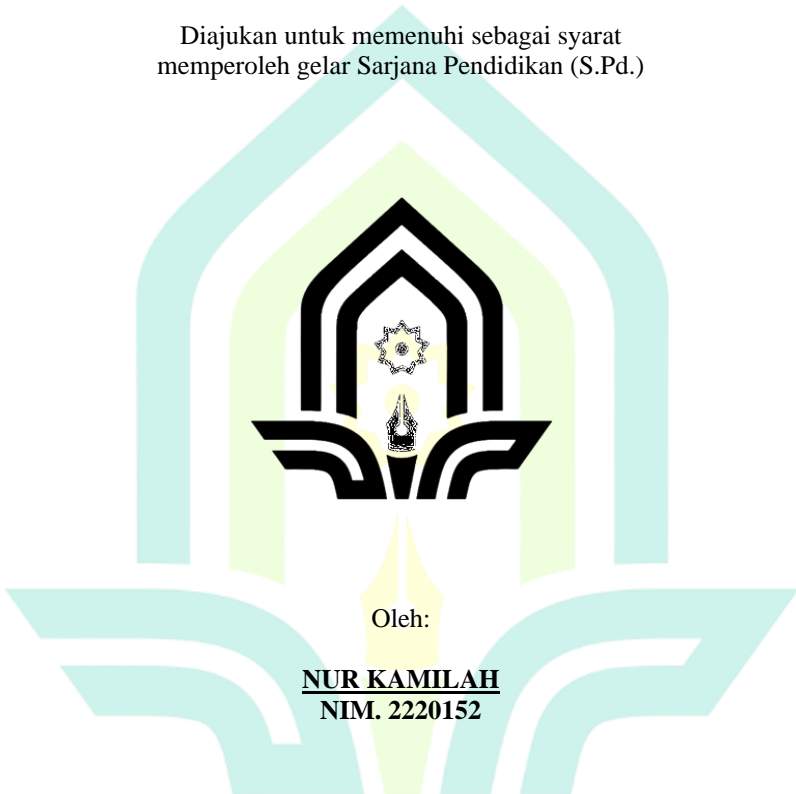 Diajukan untuk memenuhi sebagai syarat
memperoleh gelar Sarjana Pendidikan (S.Pd.)
Oleh:
NUR KAMILAH
NIM. 2220152